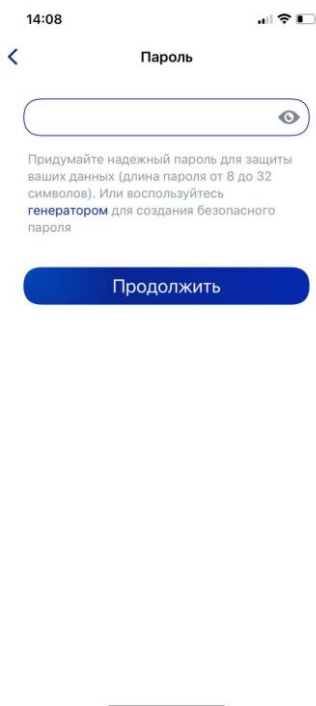 14:08
Пароль
Придумайте надежный пароль для защиты
ваших данных (длина пароля от 8 до 32
символов). Или воспользуйтесь
генератором для создания безопасного
пароля
Продолжить